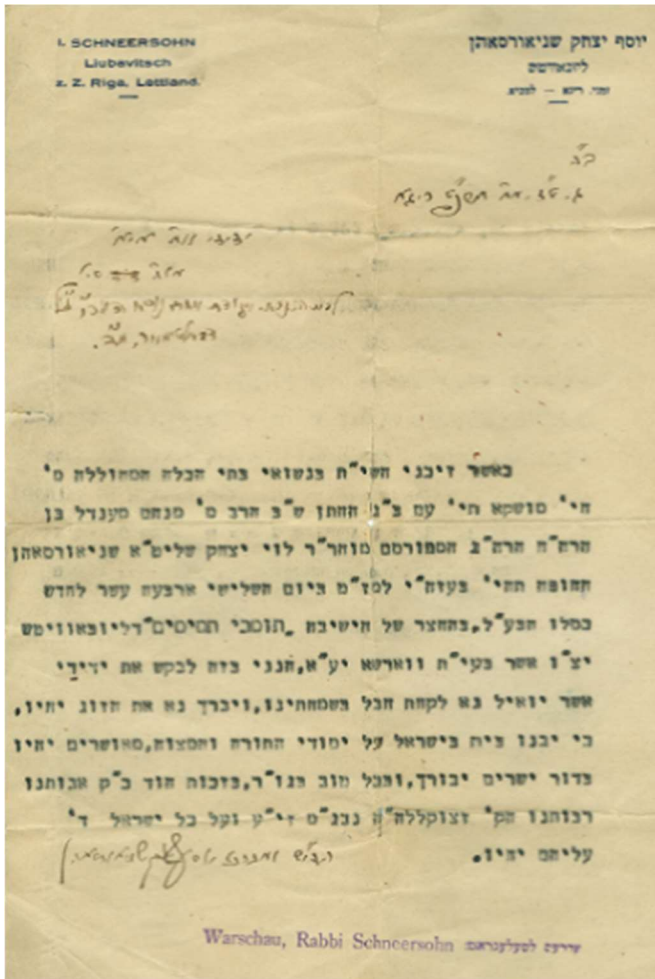 I. SCHNEERSOHN
Liubavitsch
z. Z. Riga, Lettland.
יוסף יצחק שניאורסאהן
ליובאוויטש
ב"ה
כאשר זיכני השי"ת בנשואי בתי הכלה המהוללה מ'
חי' מושקא תחי' עם ב"ג החתן ש"ב הרב מ' מנחם מענדל בן
הרה"ח הרה"ג המפורסם מוהר"ר לוי יצחק שליט"א שניאורסאהן
החופה תהי' בעזה"י למז"ט ביום השלישי ארבעה עשר לחדש
כסלו הבע"ל,בהחצר של הישיבה „תומכי תמימים"דליובאוויטש
יצ"ו אשר בעי"ת ווארשא יע"א,הנני בזה לבקש את ידידי
אשר יואיל נא לקחת חבל בשמחתינו,ויברך נא את הזוג יחיו,
כי יבנו בית בישראל על יסודי התורה והמצוה,מאושרים יחיו
בדור ישרים יבורך,ובכל טוב בגו"ר,בזכות הוד כ"ק אבותנו
רבותנו הק' זצוקללה"ה נבג"מ זי"ע ועל כל ישראל ד'
עליהם יחיו.
Warschau, Rabbi Schneersohn אדרעס לטעלעגראם: